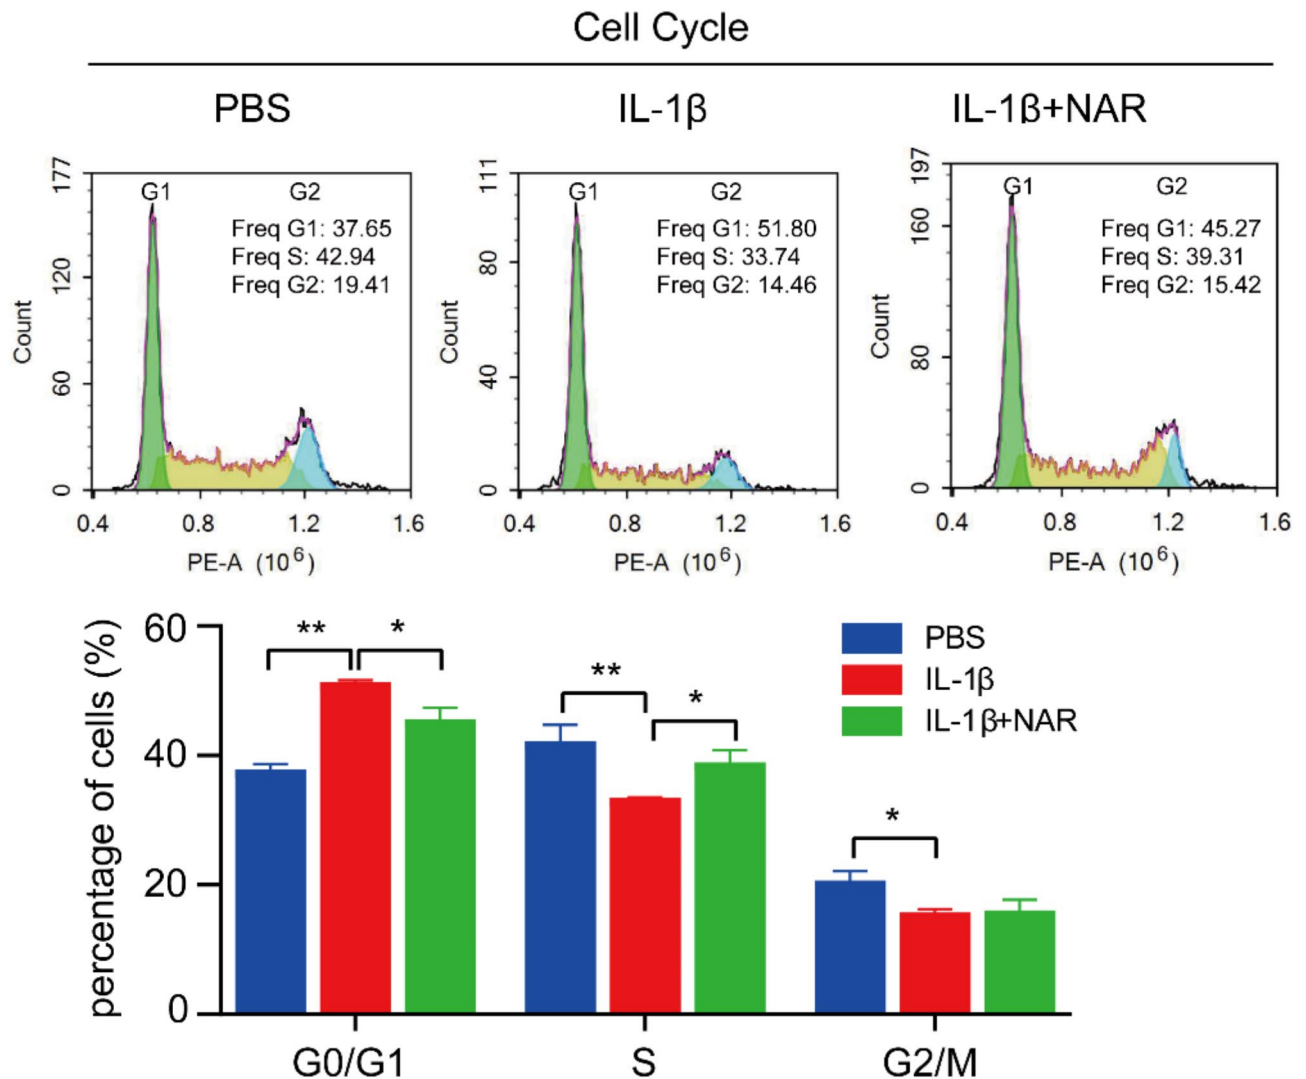 Cell Cycle
PBS
IL-1β
IL-1β+NAR
177
120
60
0
Count
G1
G2
Freq G1: 37.65
Freq S: 42.94
Freq G2: 19.41
0.4
0.8
1.2
1.6
PE-A (10⁶)
111
80
40
0
Count
G1
G2
Freq G1: 51.80
Freq S: 33.74
Freq G2: 14.46
0.4
0.8
1.2
1.6
PE-A (10⁶)
197
160
80
0
Count
G1
G2
Freq G1: 45.27
Freq S: 39.31
Freq G2: 15.42
0.4
0.8
1.2
1.6
PE-A (10⁶)
percentage of cells (%)
60
40
20
0
**
*
**
*
*
PBS
IL-1β
IL-1β+NAR
G0/G1
S
G2/M